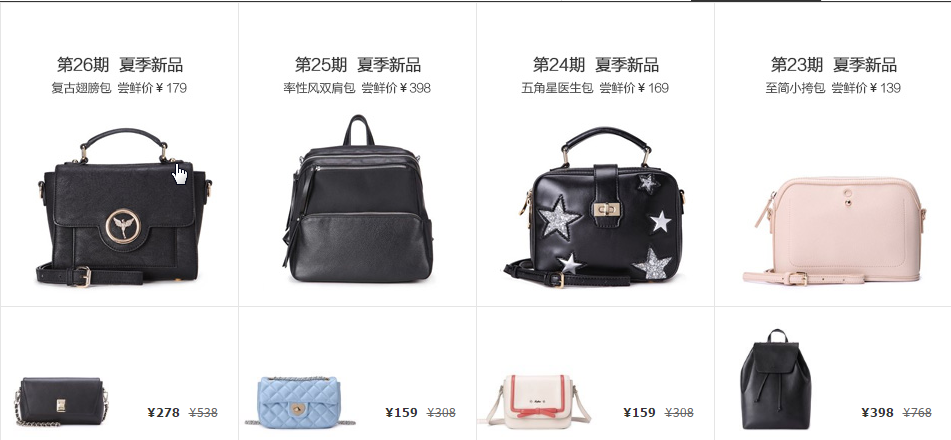 第26期 夏季新品
复古翅膀包 尝鲜价 ¥ 179
第25期 夏季新品
率性风双肩包 尝鲜价 ¥ 398
第24期 夏季新品
五角星医生包 尝鲜价 ¥ 169
第23期 夏季新品
至简小挎包 尝鲜价 ¥ 139
¥278 ¥538
¥159 ¥308
¥159 ¥308
¥398 ¥768